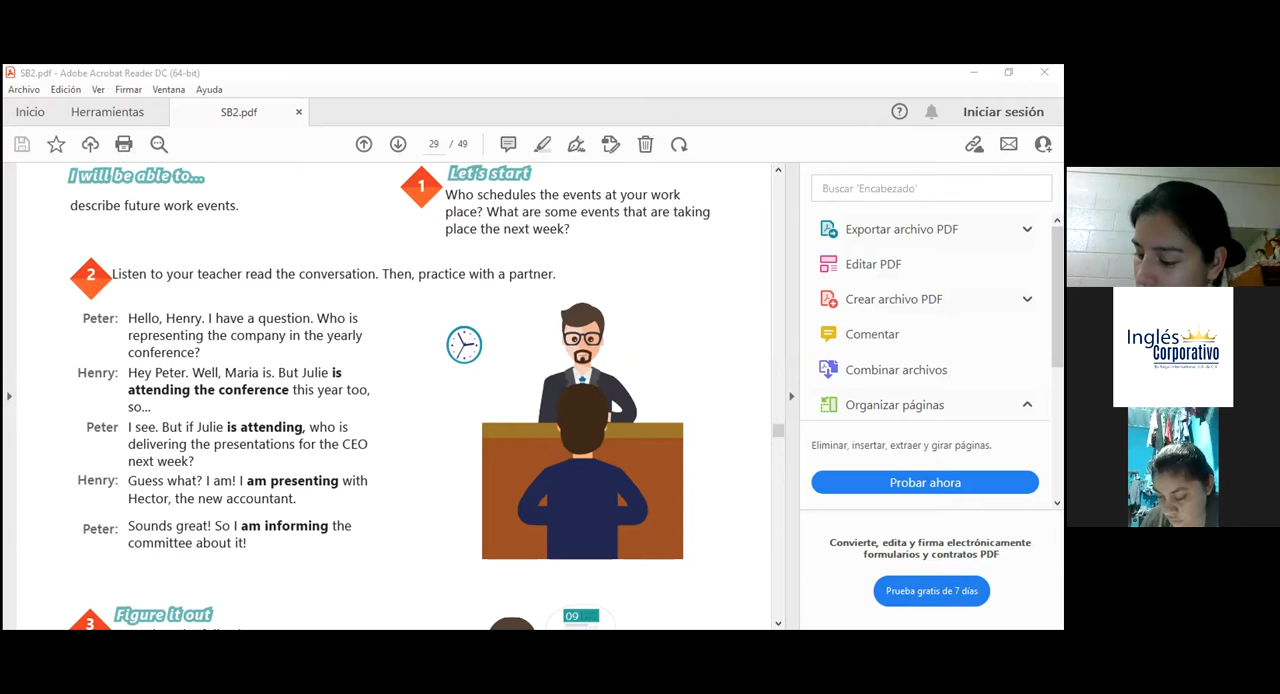 SB2.pdf - Adobe Acrobat Reader DC (64-bit)
Archivo Edición Ver Firmar Ventana Ayuda
Inicio Herramientas SB2.pdf × Iniciar sesión
29 / 49
I will be able to...
describe future work events.
1 Let's start
Who schedules the events at your work
place? What are some events that are taking
place the next week?
2 Listen to your teacher read the conversation. Then, practice with a partner.
Peter: Hello, Henry. I have a question. Who is
representing the company in the yearly
conference?
Henry: Hey Peter. Well, Maria is. But Julie is
attending the conference this year too,
so...
Peter I see. But if Julie is attending, who is
delivering the presentations for the CEO
next week?
Henry: Guess what? I am! I am presenting with
Hector, the new accountant.
Peter: Sounds great! So I am informing the
committee about it!
3 Figure it out
09
Buscar 'Encabezado'
Exportar archivo PDF
Editar PDF
Crear archivo PDF
Comentar
Combinar archivos
Organizar páginas
Eliminar, insertar, extraer y girar páginas.
Probar ahora
Convierte, edita y firma electrónicamente
formularios y contratos PDF
Prueba gratis de 7 días
Inglés
Corporativo